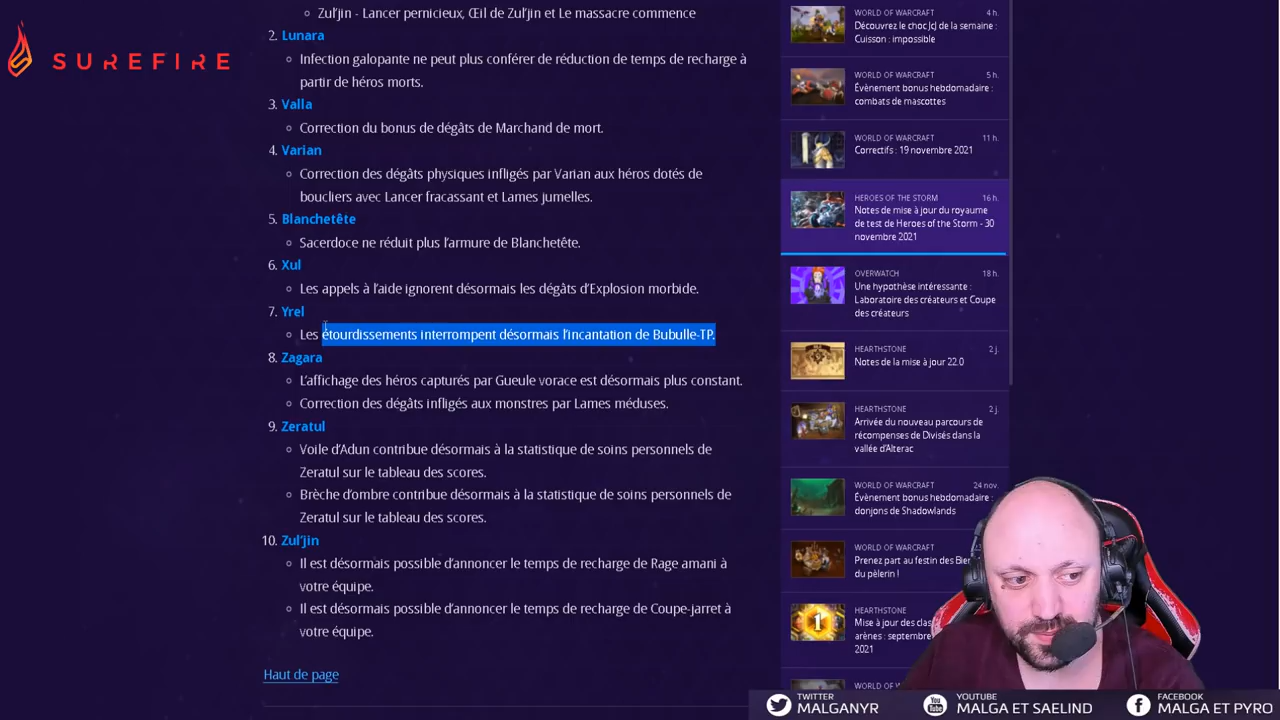 SUREFIRE
Zul'jin - Lancer pernicieux, Œil de Zul'jin et Le massacre commence
2. Lunara
Infection galopante ne peut plus conférer de réduction de temps de recharge à
partir de héros morts.
3. Valla
Correction du bonus de dégâts de Marchand de mort.
4. Varian
Correction des dégâts physiques infligés par Varian aux héros dotés de
boucliers avec Lancer fracassant et Lames jumelles.
5. Blanchetête
Sacerdoce ne réduit plus l'armure de Blanchetête.
6. Xul
Les appels à l'aide ignorent désormais les dégâts d'Explosion morbide.
7. Yrel
Les étourdissements interrompent désormais l'incantation de Bubulle-TP.
8. Zagara
L'affichage des héros capturés par Gueule vorace est désormais plus constant.
Correction des dégâts infligés aux monstres par Lames méduses.
9. Zeratul
Voile d'Adun contribue désormais à la statistique de soins personnels de
Zeratul sur le tableau des scores.
Brèche d'ombre contribue désormais à la statistique de soins personnels de
Zeratul sur le tableau des scores.
10. Zul'jin
Il est désormais possible d'annoncer le temps de recharge de Rage amani à
votre équipe.
Il est désormais possible d'annoncer le temps de recharge de Coupe-jarret à
votre équipe.
Haut de page
WORLD OF WARCRAFT 4 h.
Découvrez le choc JcJ de la semaine :
Cuisson : impossible
WORLD OF WARCRAFT 5 h.
Évènement bonus hebdomadaire :
combats de mascottes
WORLD OF WARCRAFT 11 h.
Correctifs : 19 novembre 2021
HEROES OF THE STORM 16 h.
Notes de mise à jour du royaume
de test de Heroes of the Storm - 30
novembre 2021
OVERWATCH 18 h.
Une hypothèse intéressante :
Laboratoire des créateurs et Coupe
des créateurs
HEARTHSTONE 2 j.
Notes de la mise à jour 22.0
HEARTHSTONE 2 j.
Arrivée du nouveau parcours de
récompenses de Divisés dans la
vallée d'Alterac
WORLD OF WARCRAFT 24 nov.
Évènement bonus hebdomadaire :
donjons de Shadowlands
WORLD OF WARCRAFT
Prenez part au festin des Bien
du pèlerin !
HEARTHSTONE
Mise à jour des
arènes : septembre
2021
1
WORLD OF W
TWITTER
MALGANYR
YOUTUBE
MALGA ET SAELIND
FACEBOOK
MALGA ET PYRO